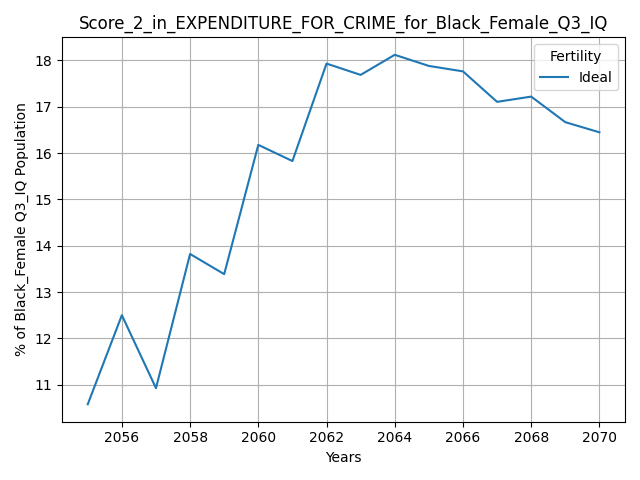 Score_2_in_EXPENDITURE_FOR_CRIME_for_Black_Female_Q3_IQ
Fertility
Ideal
% of Black_Female Q3_IQ Population
18
17
16
15
14
13
12
11
2056 2058 2060 2062 2064 2066 2068 2070
Years